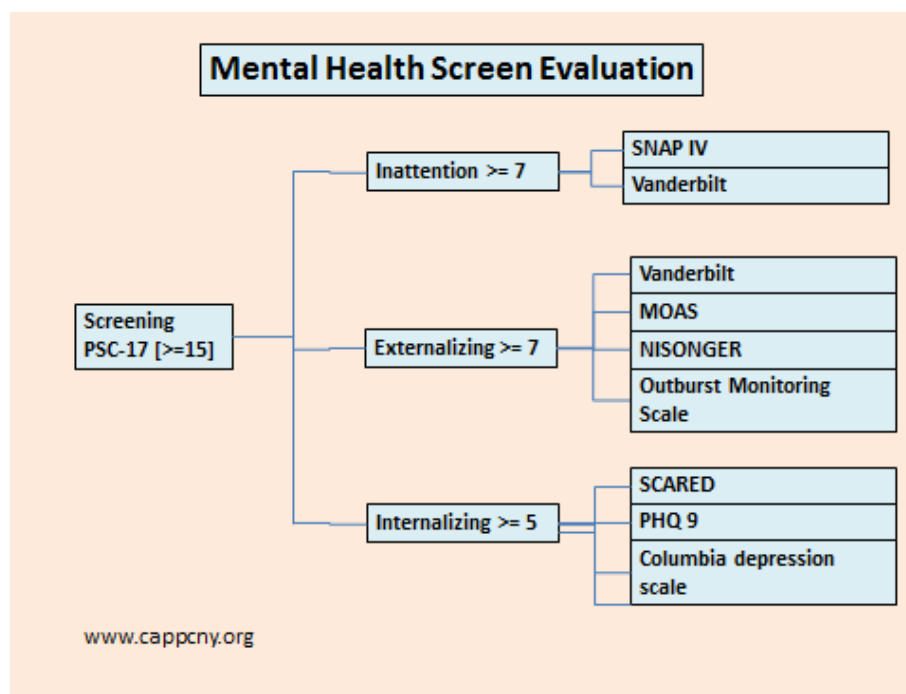 Mental Health Screen Evaluation
Screening
PSC-17 [>=15]
Inattention >= 7
SNAP IV
Vanderbilt
Externalizing >= 7
Vanderbilt
MOAS
NISONGER
Outburst Monitoring
Scale
Internalizing >= 5
SCARED
PHQ 9
Columbia depression
scale
www.cappcny.org